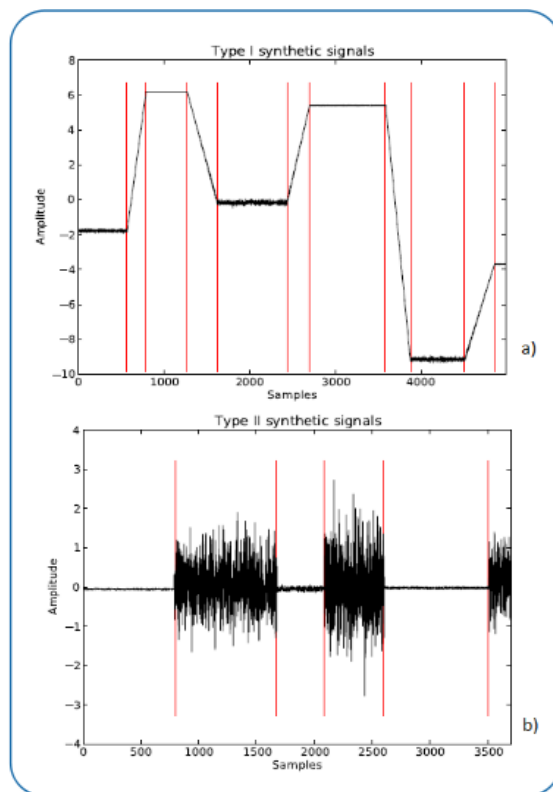 Type I synthetic signals
8
6
4
2
0
−2
−4
−6
−8
−10
Amplitude
0 1000 2000 3000 4000
Samples
a)
Type II synthetic signals
4
3
2
1
0
−1
−2
−3
−4
Amplitude
0 500 1000 1500 2000 2500 3000 3500
Samples
b)